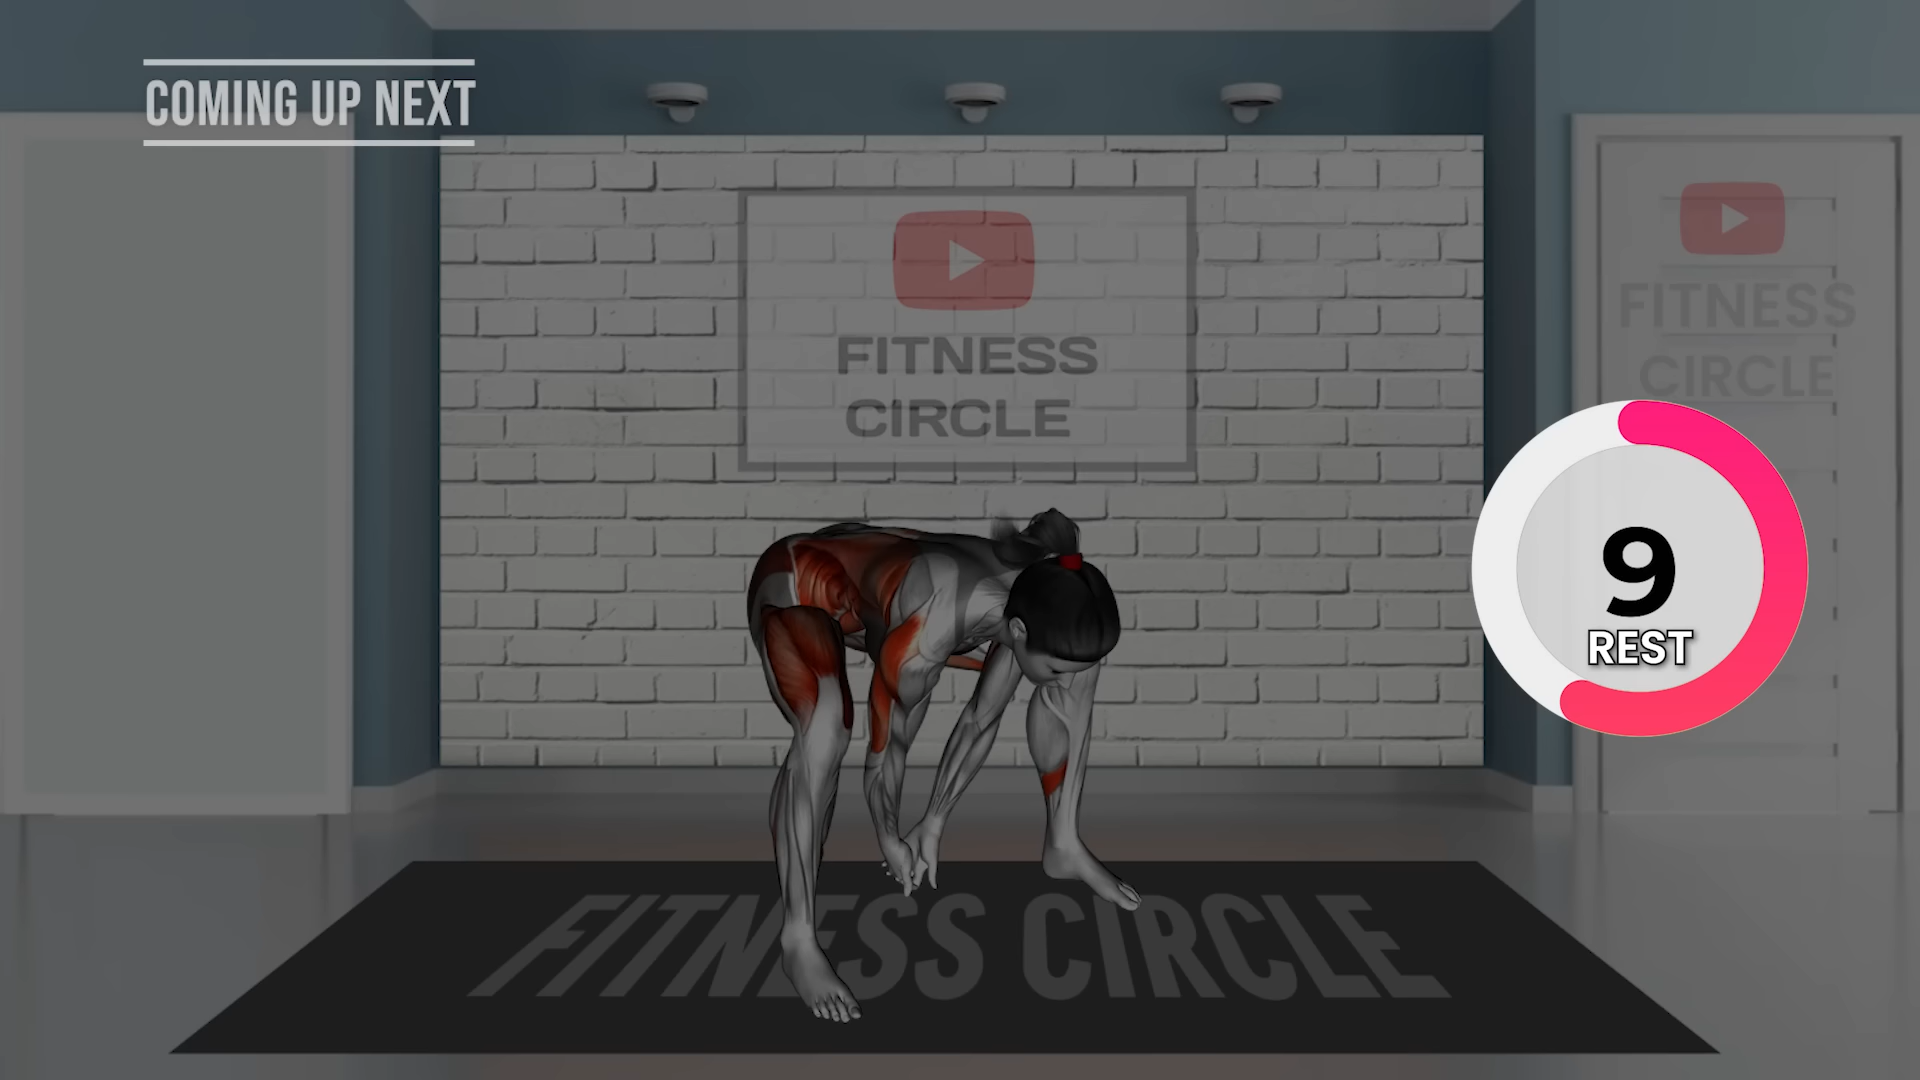 COMING UP NEXT
FITNESS
CIRCLE
FITNESS
CIRCLE
9
REST
FITNESS CIRCLE